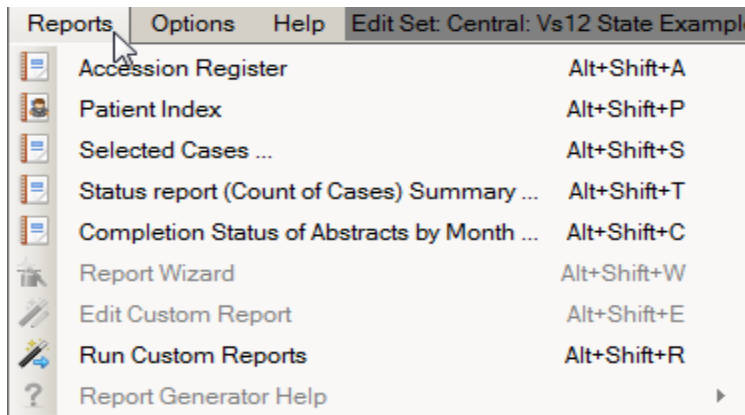 Reports Options Help Edit Set: Central: Vs12 State Example
Accession Register Alt+Shift+A
Patient Index Alt+Shift+P
Selected Cases ... Alt+Shift+S
Status report (Count of Cases) Summary ... Alt+Shift+T
Completion Status of Abstracts by Month ... Alt+Shift+C
Report Wizard Alt+Shift+W
Edit Custom Report Alt+Shift+E
Run Custom Reports Alt+Shift+R
Report Generator Help